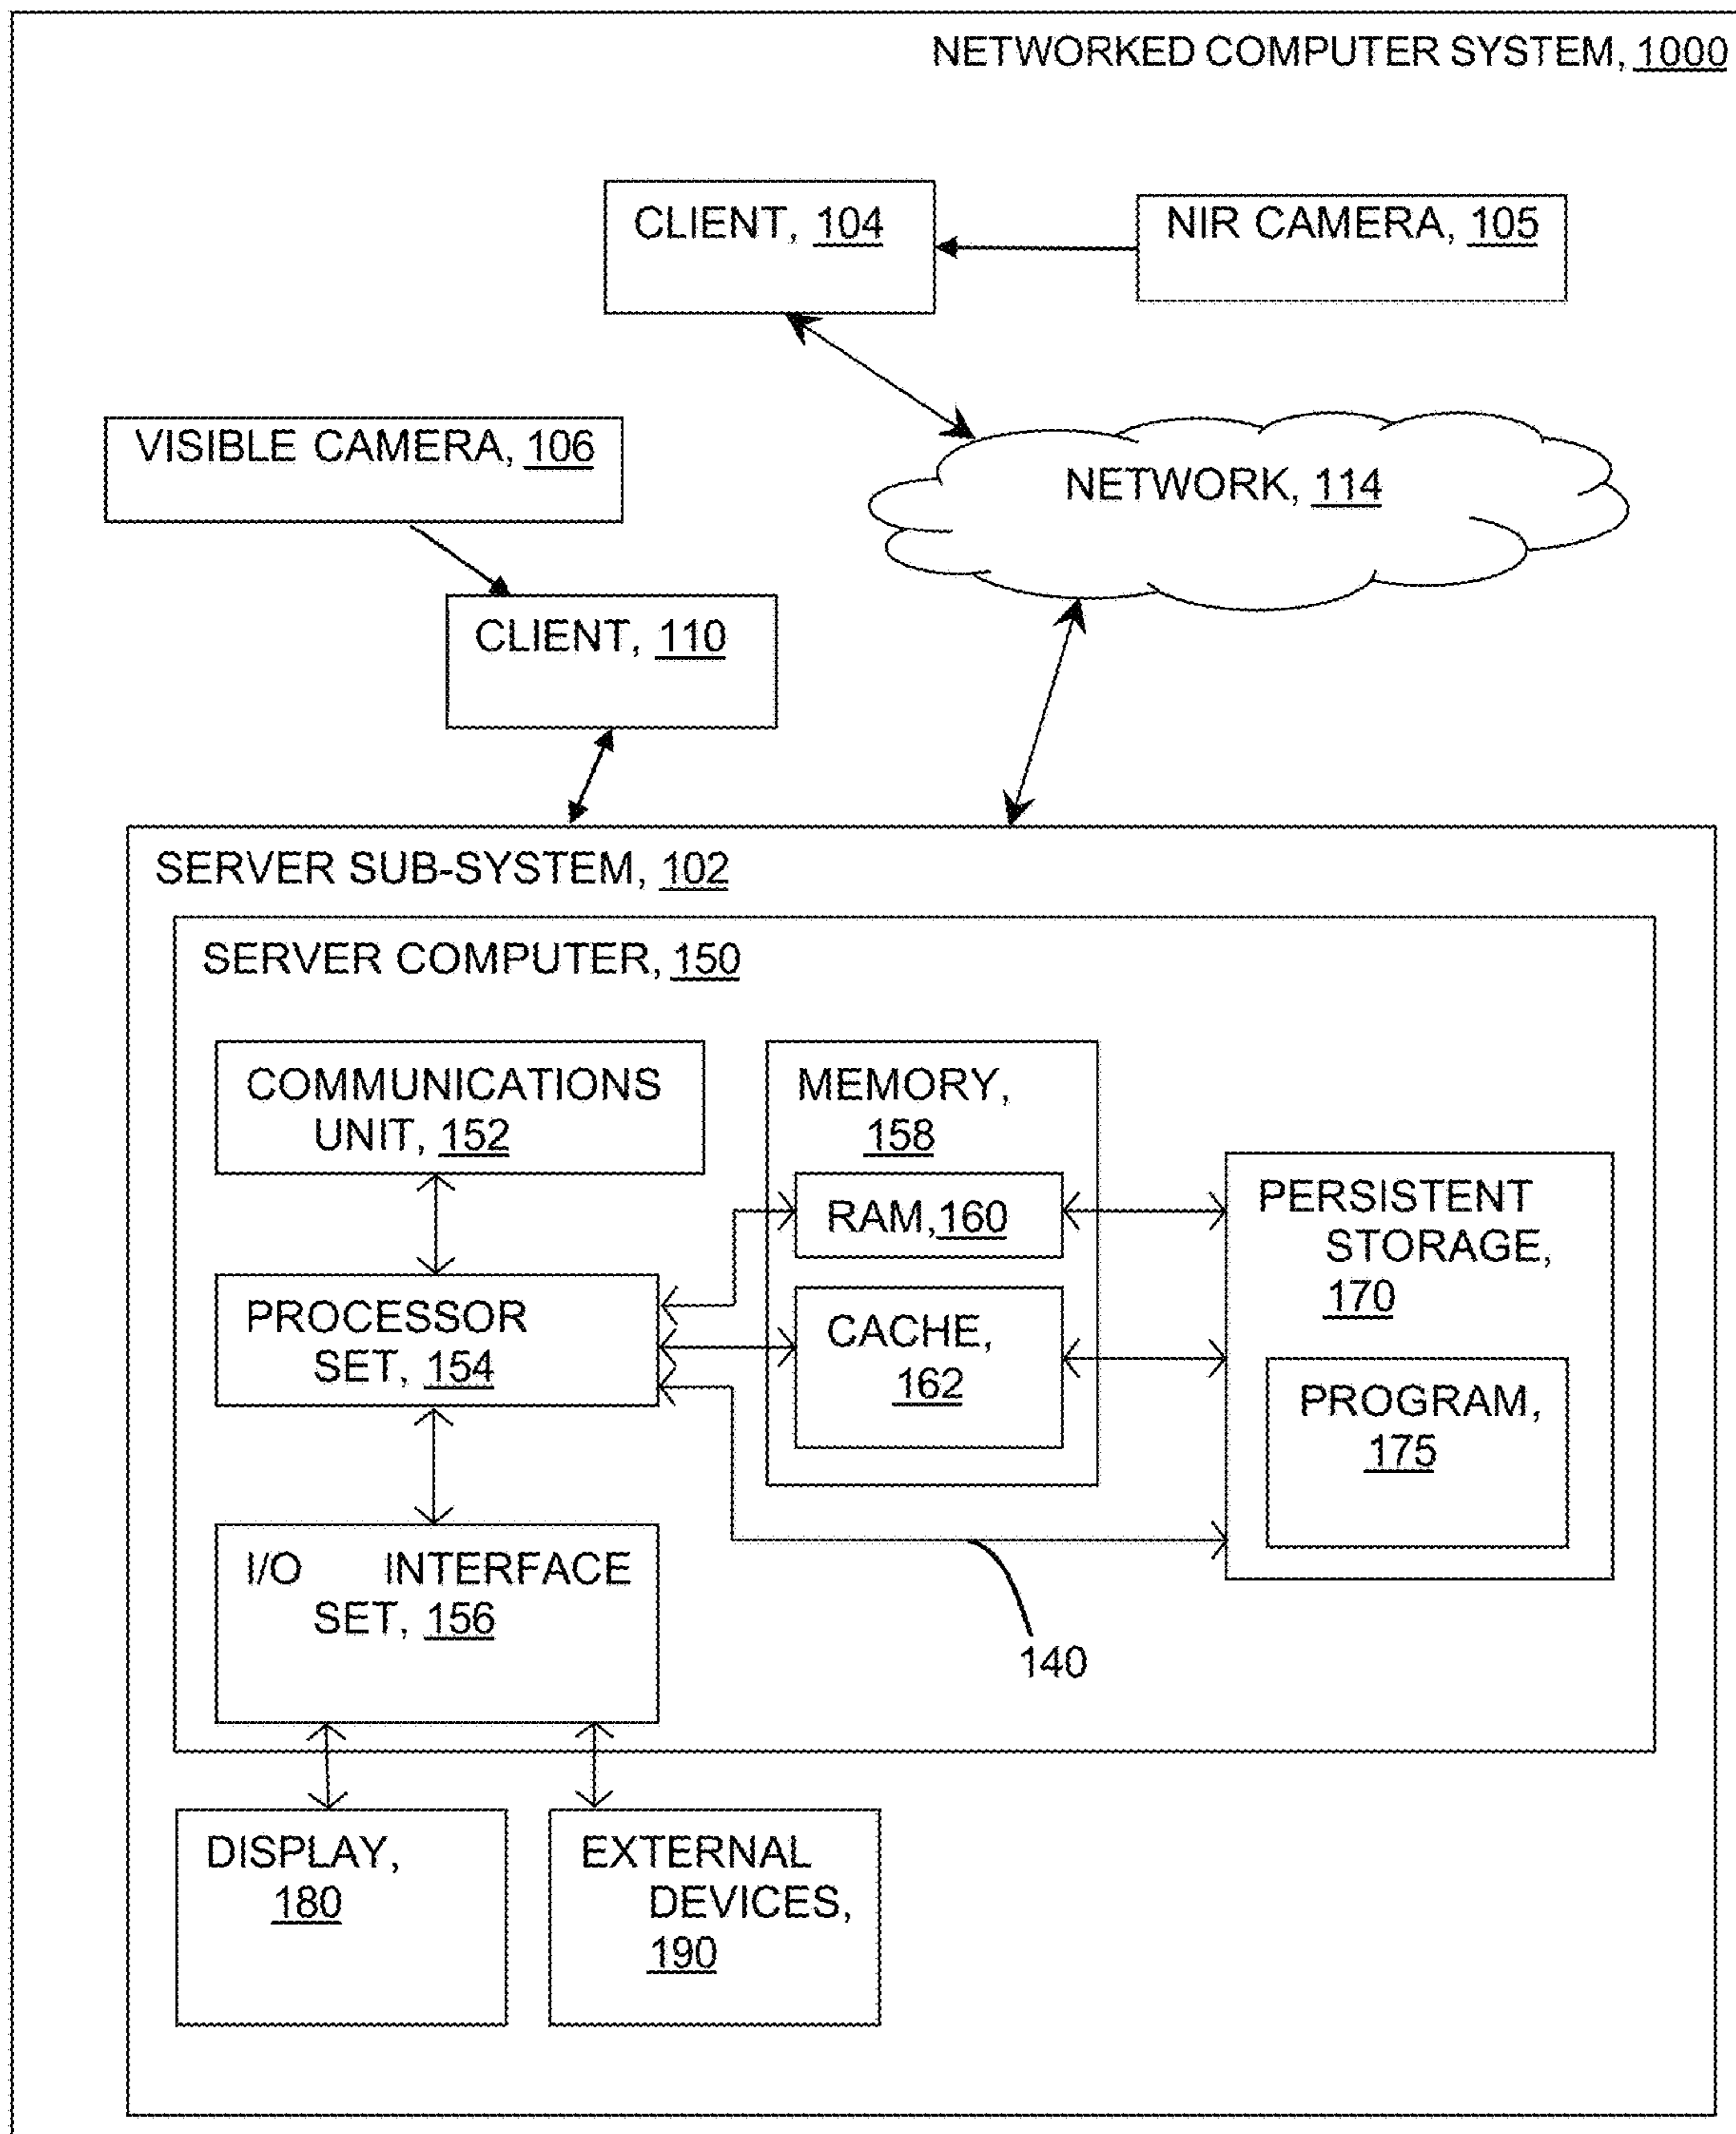 NETWORKED COMPUTER SYSTEM, 1000
CLIENT, 104
NIR CAMERA, 105
VISIBLE CAMERA, 106
NETWORK, 114
CLIENT, 110
SERVER SUB-SYSTEM, 102
SERVER COMPUTER, 150
COMMUNICATIONS
UNIT, 152
MEMORY,
158
RAM,160
PERSISTENT
STORAGE,
170
PROCESSOR
SET, 154
CACHE,
162
PROGRAM,
175
I/O INTERFACE
SET, 156
140
DISPLAY,
180
EXTERNAL
DEVICES,
190